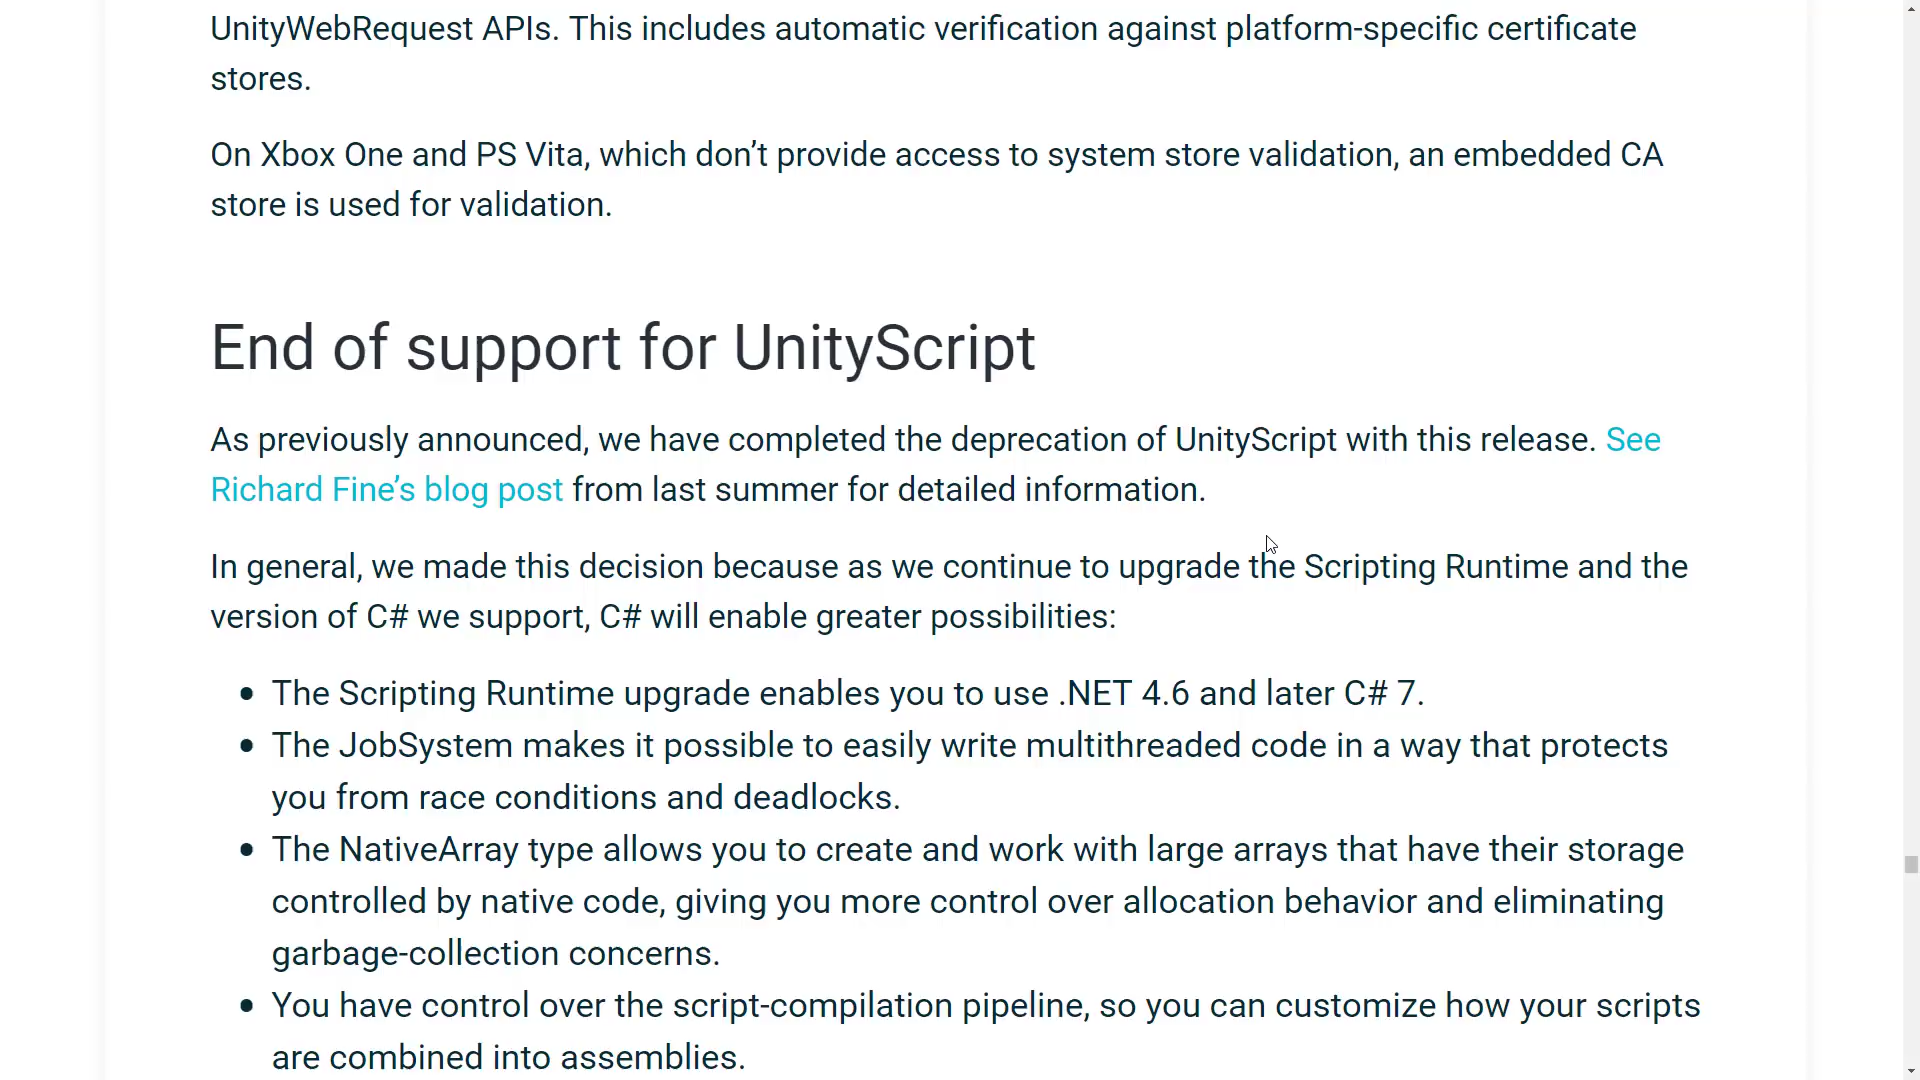 UnityWebRequest APIs. This includes automatic verification against platform-specific certificate
stores.
On Xbox One and PS Vita, which don’t provide access to system store validation, an embedded CA
store is used for validation.
End of support for UnityScript
As previously announced, we have completed the deprecation of UnityScript with this release. See
Richard Fine’s blog post from last summer for detailed information.
In general, we made this decision because as we continue to upgrade the Scripting Runtime and the
version of C# we support, C# will enable greater possibilities:
• The Scripting Runtime upgrade enables you to use .NET 4.6 and later C# 7.
• The JobSystem makes it possible to easily write multithreaded code in a way that protects
you from race conditions and deadlocks.
• The NativeArray type allows you to create and work with large arrays that have their storage
controlled by native code, giving you more control over allocation behavior and eliminating
garbage-collection concerns.
• You have control over the script-compilation pipeline, so you can customize how your scripts
are combined into assemblies.